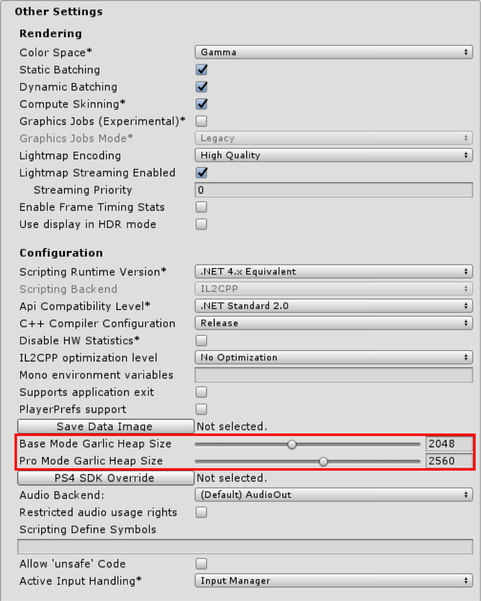 Other Settings
Rendering
Color Space* Gamma
Static Batching
Dynamic Batching
Compute Skinning*
Graphics Jobs (Experimental)*
Graphics Jobs Mode* Legacy
Lightmap Encoding High Quality
Lightmap Streaming Enabled
Streaming Priority 0
Enable Frame Timing Stats
Use display in HDR mode
Configuration
Scripting Runtime Version* .NET 4.x Equivalent
Scripting Backend IL2CPP
Api Compatibility Level* .NET Standard 2.0
C++ Compiler Configuration Release
Disable HW Statistics*
IL2CPP optimization level No Optimization
Mono environment variables
Supports application exit
PlayerPrefs support
Save Data Image Not selected.
Base Mode Garlic Heap Size 2048
Pro Mode Garlic Heap Size 2560
PS4 SDK Override Not selected.
Audio Backend: (Default) AudioOut
Restricted audio usage rights
Scripting Define Symbols
Allow 'unsafe' Code
Active Input Handling* Input Manager